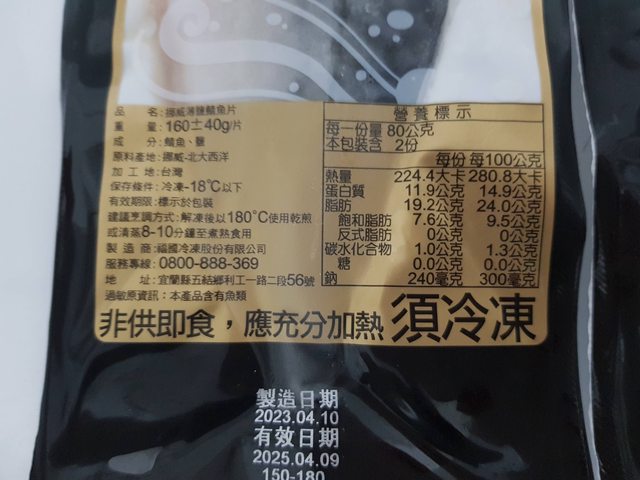 品　　名:挪威薄鹽鯖魚片
重　　量:160±40g/片
成　　分:鯖魚、鹽
原料產地:挪威-北大西洋
加 工 地:台灣
保存條件:冷凍-18℃以下
有效期限:標示於包裝
建議烹調方式:解凍後以180℃使用乾煎
或清蒸8-10分鐘至煮熟食用
製 造 商:福國冷凍股份有限公司
服務專線:0800-888-369
地　　址:宜蘭縣五結鄉利工一路二段56號
過敏原資訊:本產品含有魚類
營養標示
每一份量 80公克
本包裝含 2份
每份 每100公克
熱量 224.4大卡 280.8大卡
蛋白質 11.9公克 14.9公克
脂肪 19.2公克 24.0公克
飽和脂肪 7.6公克 9.5公克
反式脂肪 0公克 0公克
碳水化合物 1.0公克 1.3公克
糖 0.0公克 0.0公克
鈉 240毫克 300毫克
非供即食，應充分加熱 須冷凍
製造日期
2023.04.10
有效日期
2025.04.09
150-180